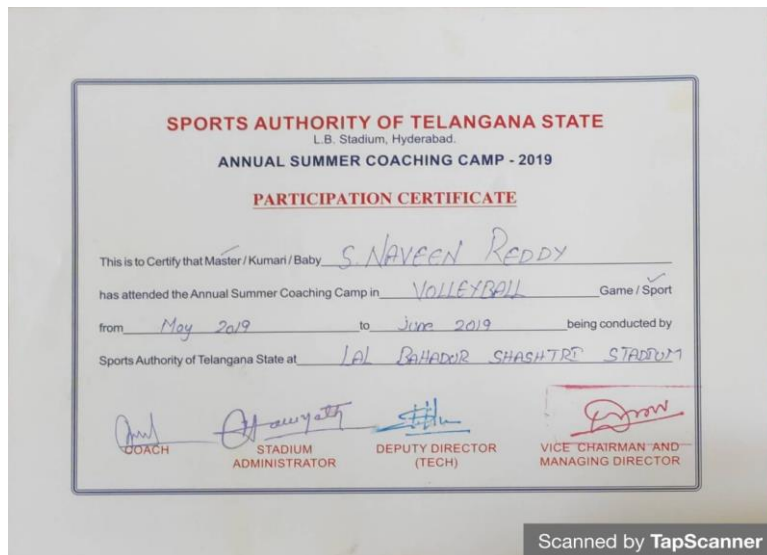 SPORTS AUTHORITY OF TELANGANA STATE
L.B. Stadium, Hyderabad.
ANNUAL SUMMER COACHING CAMP - 2019
PARTICIPATION CERTIFICATE
This is to Certify that Master / Kumari / Baby S. NAVEEN REDDY
has attended the Annual Summer Coaching Camp in VOLLEYBALL Game / Sport
from May 2019 to June 2019 being conducted by
Sports Authority of Telangana State at LAL BAHADUR SHASHTRI STADIUM
COACH
STADIUM
ADMINISTRATOR
DEPUTY DIRECTOR
(TECH)
VICE CHAIRMAN AND
MANAGING DIRECTOR
Scanned by TapScanner